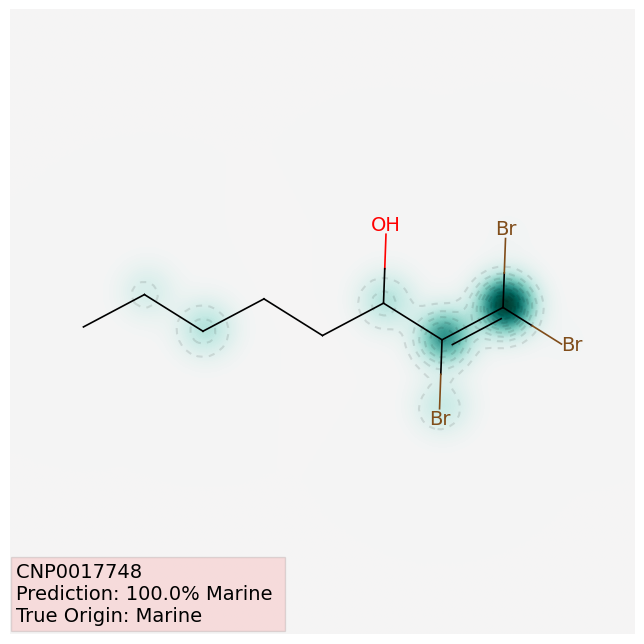 OH
Br
Br
Br
CNP0017748
Prediction: 100.0% Marine
True Origin: Marine